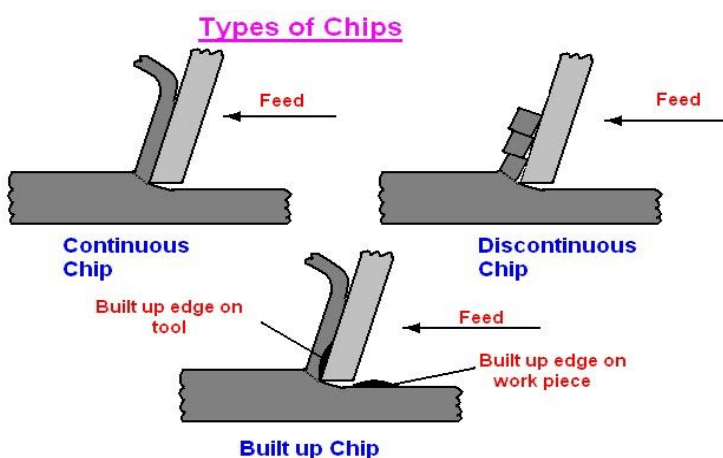 Types of Chips
Feed
Feed
Continuous
Chip
Discontinuous
Chip
Built up edge on
tool
Feed
Built up edge on
work piece
Built up Chip